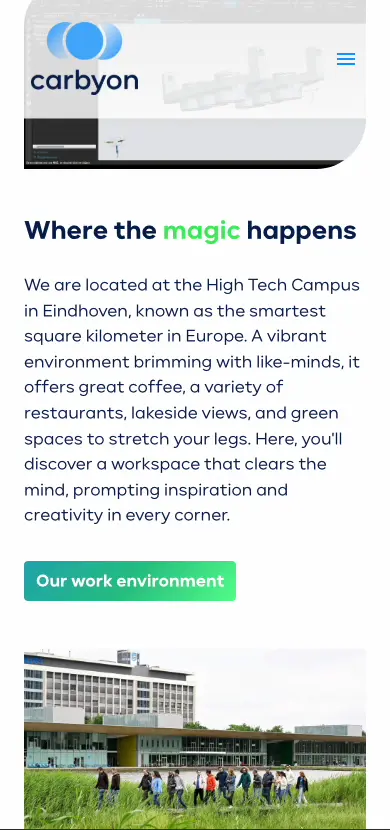 carbyon
Where the magic happens
We are located at the High Tech Campus
in Eindhoven, known as the smartest
square kilometer in Europe. A vibrant
environment brimming with like-minds, it
offers great coffee, a variety of
restaurants, lakeside views, and green
spaces to stretch your legs. Here, you'll
discover a workspace that clears the
mind, prompting inspiration and
creativity in every corner.
Our work environment